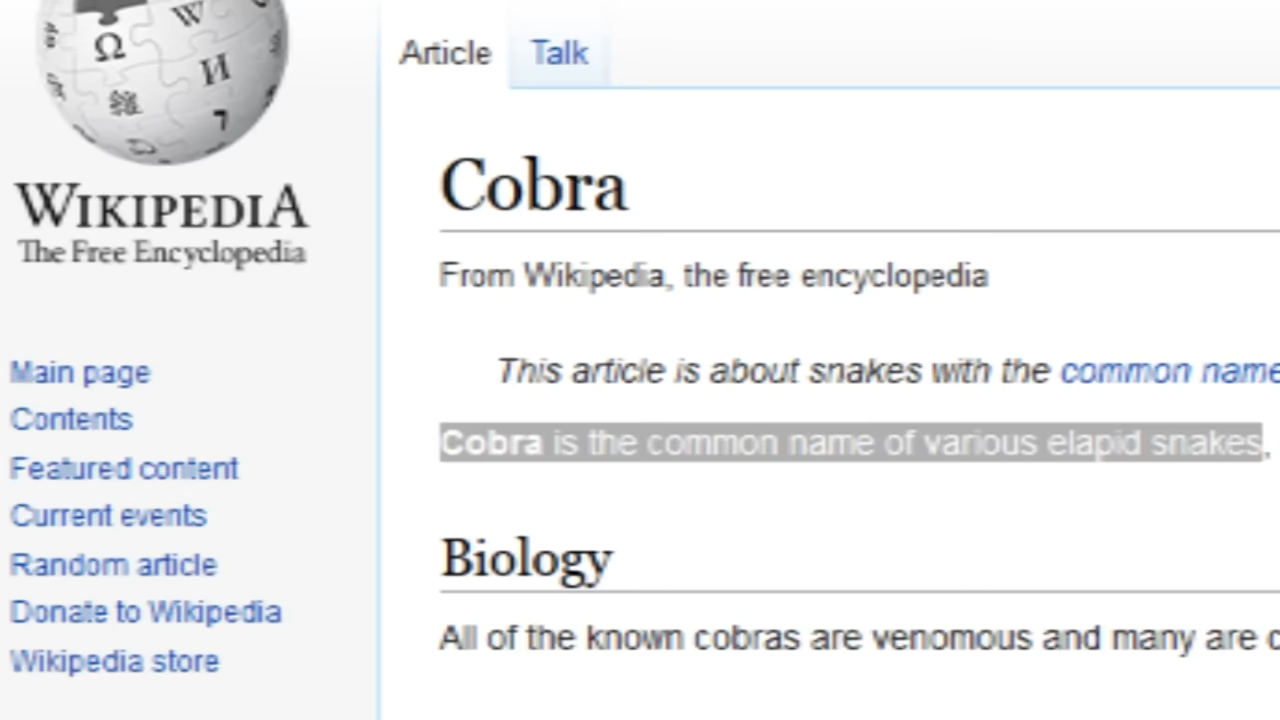 WIKIPEDIA
The Free Encyclopedia
Main page
Contents
Featured content
Current events
Random article
Donate to Wikipedia
Wikipedia store
Article Talk
Cobra
From Wikipedia, the free encyclopedia
This article is about snakes with the common name
Cobra is the common name of various elapid snakes,
Biology
All of the known cobras are venomous and many are